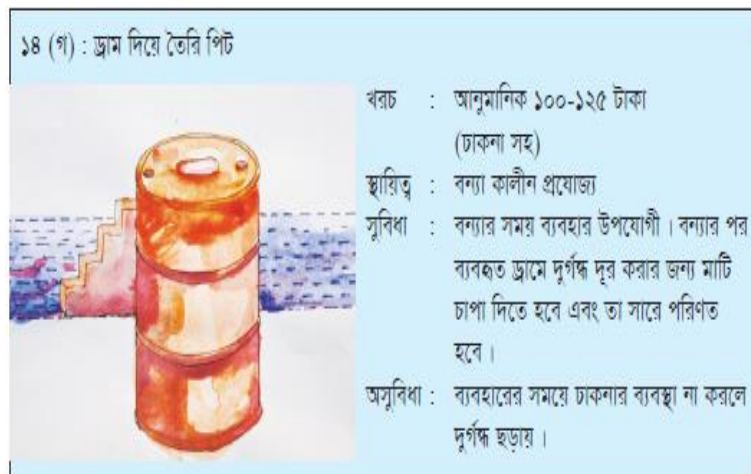 ১৪ (গ) : ড্রাম দিয়ে তৈরি পিট
খরচ : আনুমানিক ১০০-১২৫ টাকা
(ঢাকনা সহ)
স্থায়িত্ব : বন্যা কালীন প্রযোজ্য
সুবিধা : বন্যার সময় ব্যবহার উপযোগী । বন্যার পর
ব্যবহৃত ড্রামে দুর্গন্ধ দূর করার জন্য মাটি
চাপা দিতে হবে এবং তা সারে পরিণত
হবে ।
অসুবিধা : ব্যবহারের সময়ে ঢাকনার ব্যবস্থা না করলে
দুর্গন্ধ ছড়ায় ।